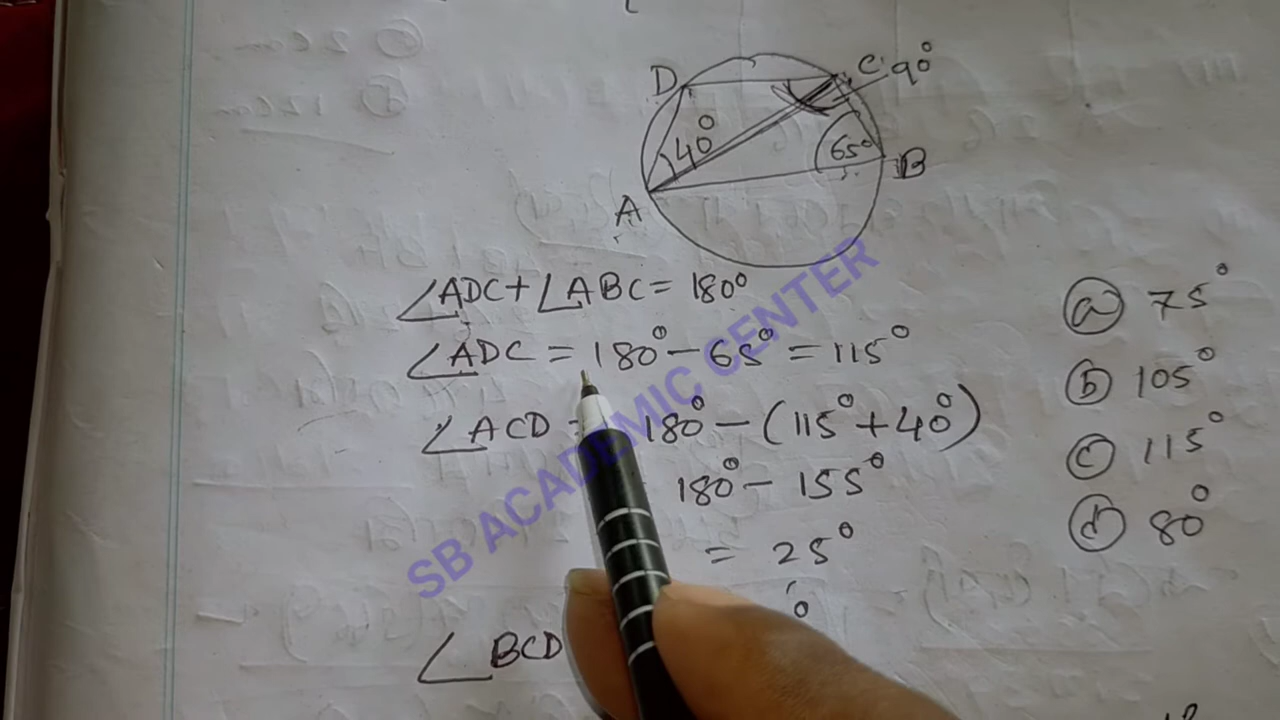 D
C 90°
40°
65°
B
A
∠ADC + ∠ABC = 180°
∠ADC = 180° - 65° = 115°
∠ACD = 180° - (115° + 40°)
180° - 155°
= 25°
∠BCD
(a) 75°
(b) 105°
(c) 115°
(d) 80°
SB ACADEMIC CENTER